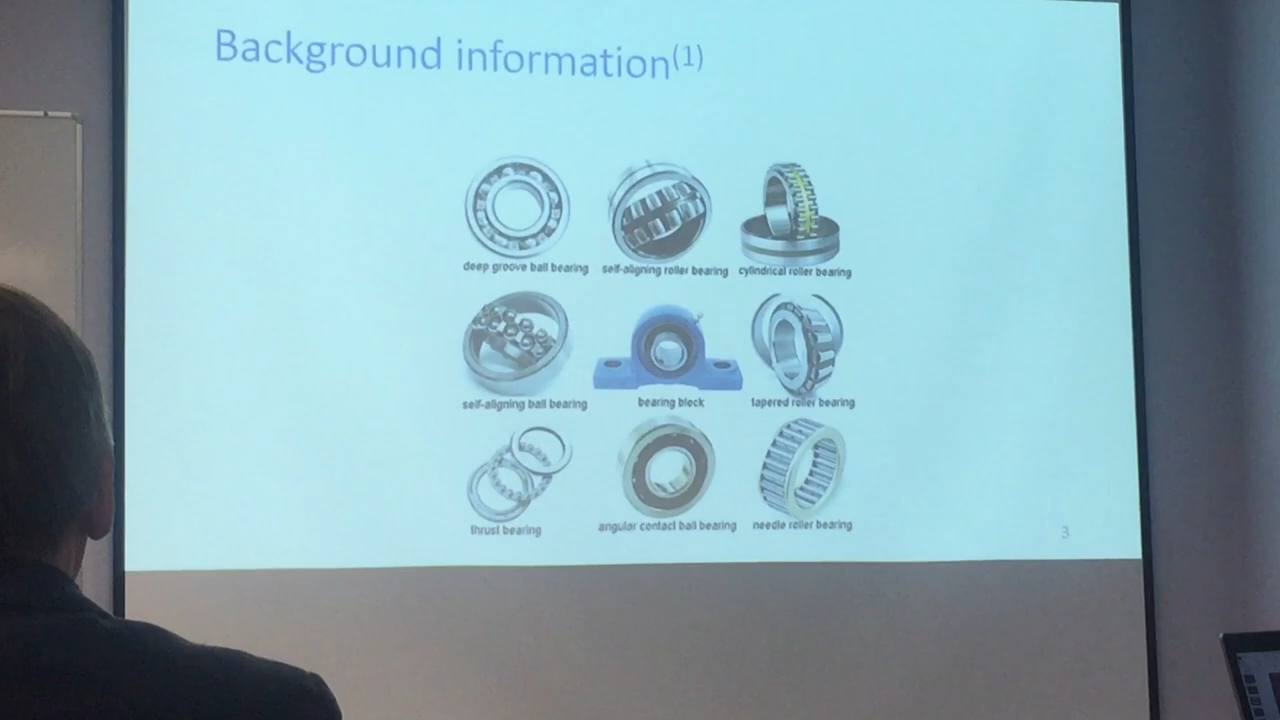 Background information(1)
deep groove ball bearing
self-aligning roller bearing
cylindrical roller bearing
self-aligning ball bearing
bearing block
tapered roller bearing
thrust bearing
angular contact ball bearing
needle roller bearing
3